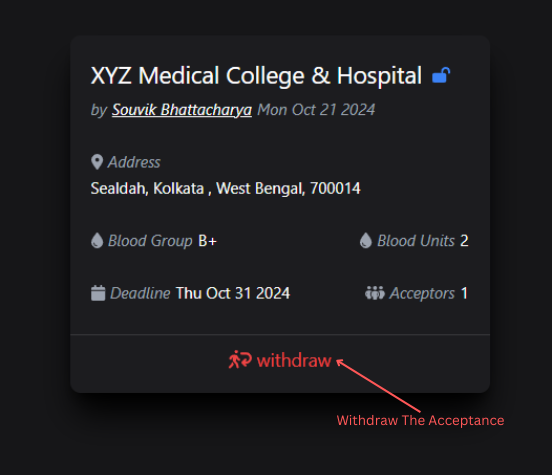 XYZ Medical College & Hospital
by Souvik Bhattacharya Mon Oct 21 2024
Address
Sealdah, Kolkata , West Bengal, 700014
Blood Group B+ Blood Units 2
Deadline Thu Oct 31 2024 Acceptors 1
withdraw
Withdraw The Acceptance